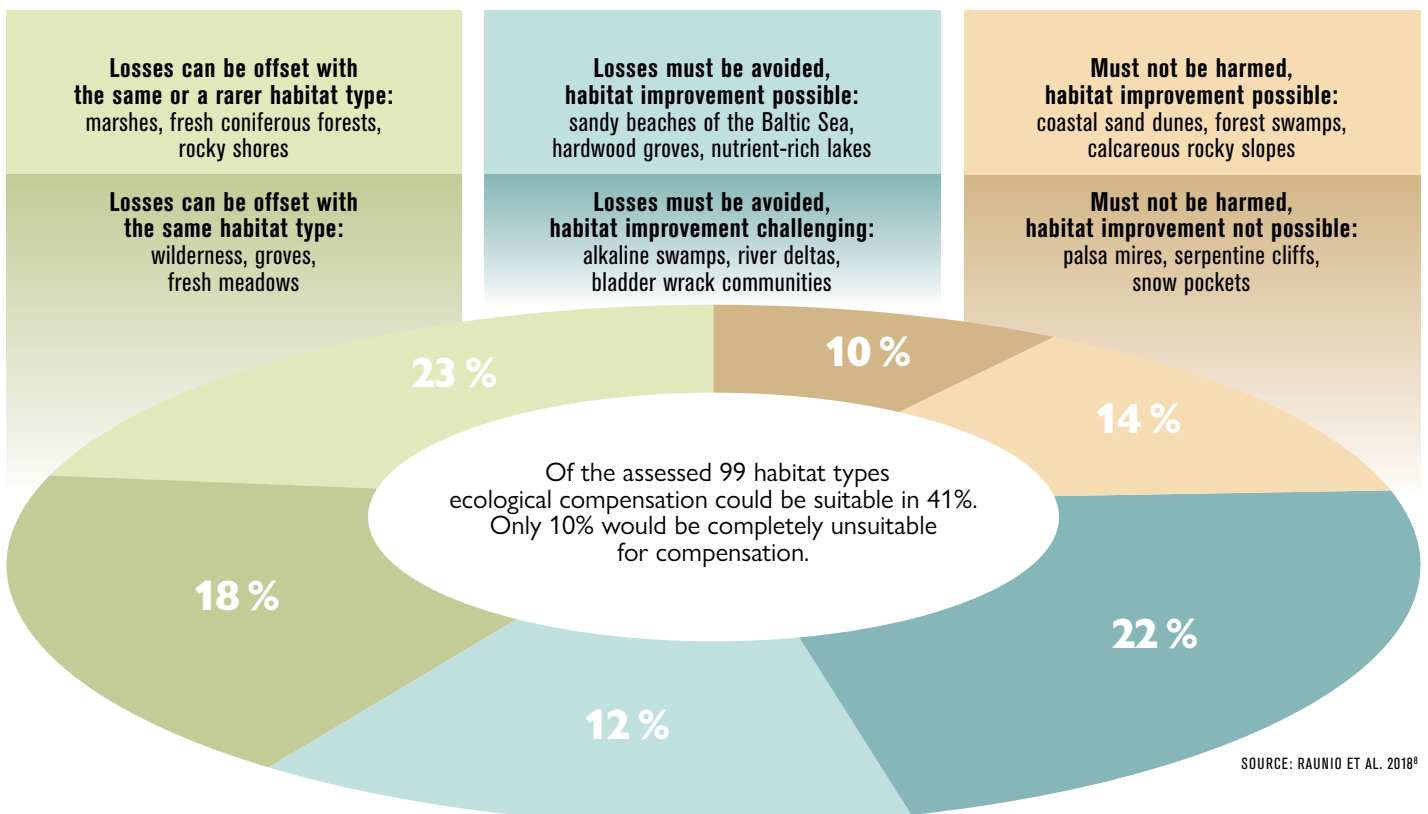 Losses can be offset with
the same or a rarer habitat type:
marshes, fresh coniferous forests,
rocky shores
Losses can be offset with
the same habitat type:
wilderness, groves,
fresh meadows
Losses must be avoided,
habitat improvement possible:
sandy beaches of the Baltic Sea,
hardwood groves, nutrient-rich lakes
Losses must be avoided,
habitat improvement challenging:
alkaline swamps, river deltas,
bladder wrack communities
Must not be harmed,
habitat improvement possible:
coastal sand dunes, forest swamps,
calcareous rocky slopes
Must not be harmed,
habitat improvement not possible:
palsa mires, serpentine cliffs,
snow pockets
23 %
10 %
14 %
Of the assessed 99 habitat types
ecological compensation could be suitable in 41%.
Only 10% would be completely unsuitable
for compensation.
18 %
22 %
12 %
SOURCE: RAUNIO ET AL. 2018⁸